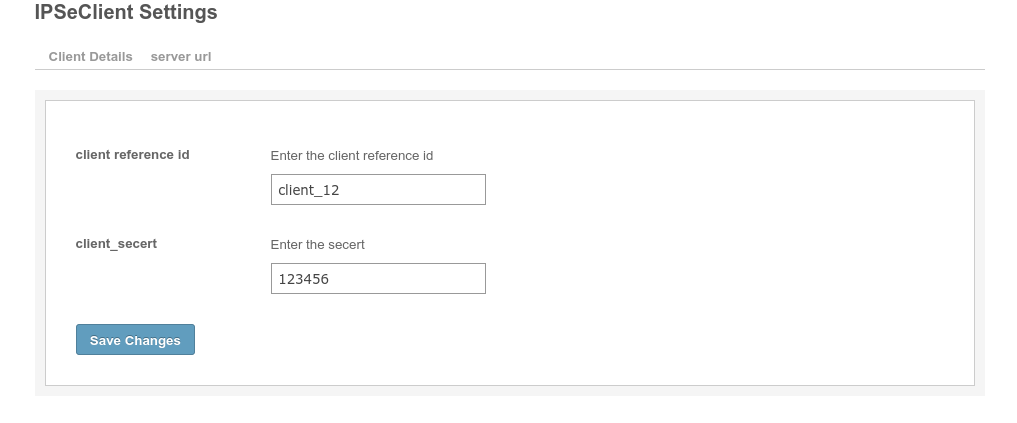 IPSeClient Settings
Client Details server url
client reference id
Enter the client reference id
client_12
client_secert
Enter the secert
123456
Save Changes